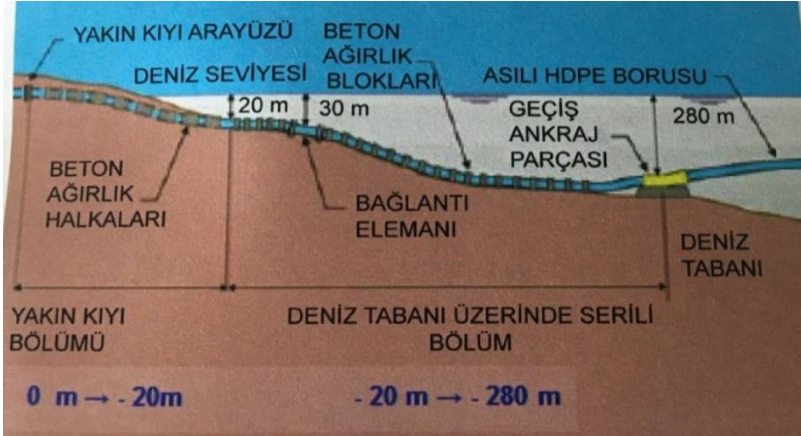 YAKIN KIYI ARAYÜZÜ
DENİZ SEVİYESİ
BETON
AĞIRLIK
BLOKLARI
ASILI HDPE BORUSU
20 m
30 m
GEÇİŞ
ANKRAJ
PARÇASI
280 m
BETON
AĞIRLIK
HALKALARI
BAĞLANTI
ELEMANI
DENİZ
TABANI
YAKIN KIYI
BÖLÜMÜ
DENİZ TABANI ÜZERİNDE SERİLİ
BÖLÜM
0 m → - 20m
- 20 m → - 280 m